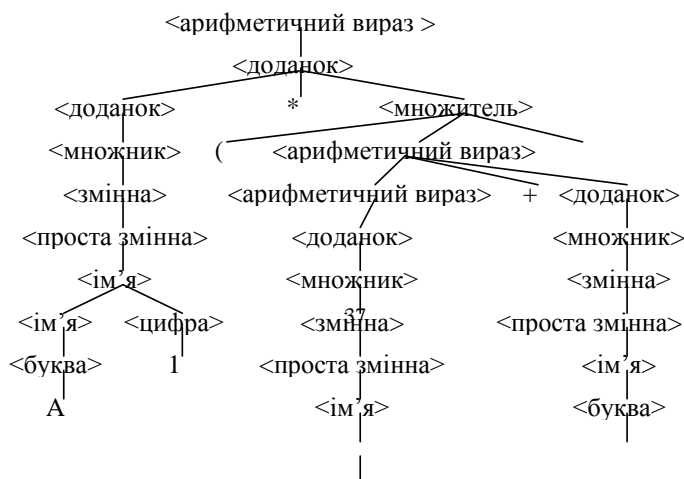 <арифметичний вираз >
<доданок>
<доданок> * <множитель>
<множник> ( <арифметичний вираз>
<змінна> <арифметичний вираз> + <доданок>
<проста змінна> <доданок> <множник>
<ім’я> <множник> <змінна>
37
<ім’я> <цифра> <змінна> <проста змінна>
<буква> 1 <проста змінна> <ім’я>
А <ім’я> <буква>